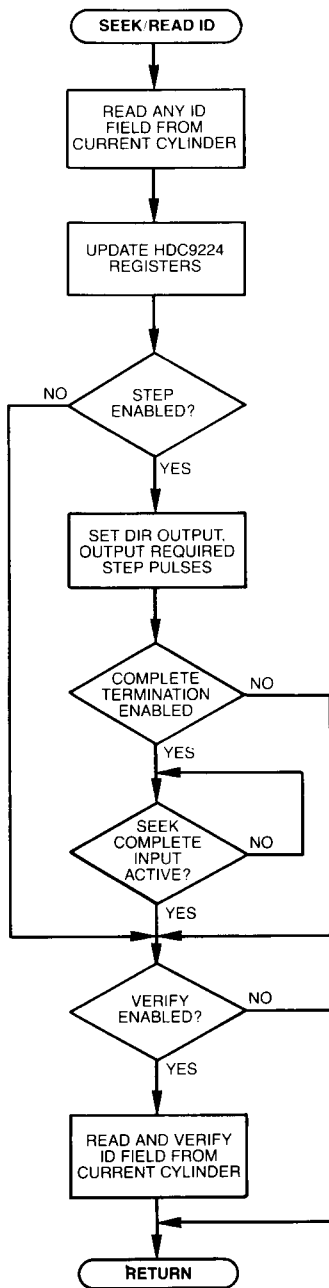 SEEK/READ ID
READ ANY ID
FIELD FROM
CURRENT CYLINDER
UPDATE HDC9224
REGISTERS
NO
STEP
ENABLED?
YES
SET DIR OUTPUT,
OUTPUT REQUIRED
STEP PULSES
COMPLETE
TERMINATION
ENABLED
NO
YES
SEEK
COMPLETE
INPUT
ACTIVE?
NO
YES
VERIFY
ENABLED?
NO
YES
READ AND VERIFY
ID FIELD FROM
CURRENT CYLINDER
RETURN